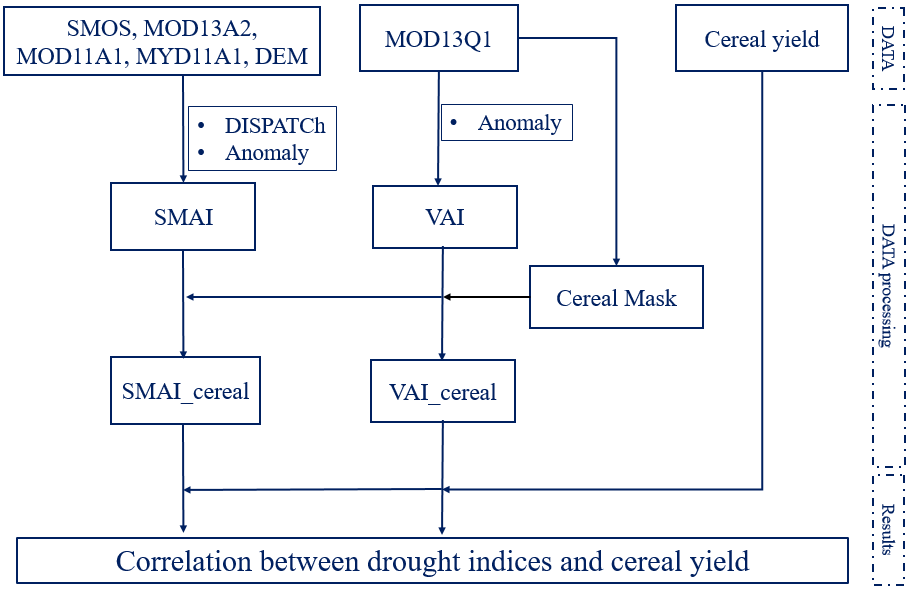 SMOS, MOD13A2,
MOD11A1, MYD11A1, DEM
MOD13Q1
Cereal yield
DATA
• DISPATCh
• Anomaly
• Anomaly
SMAI
VAI
Cereal Mask
DATA processing
SMAI_cereal
VAI_cereal
Results
Correlation between drought indices and cereal yield